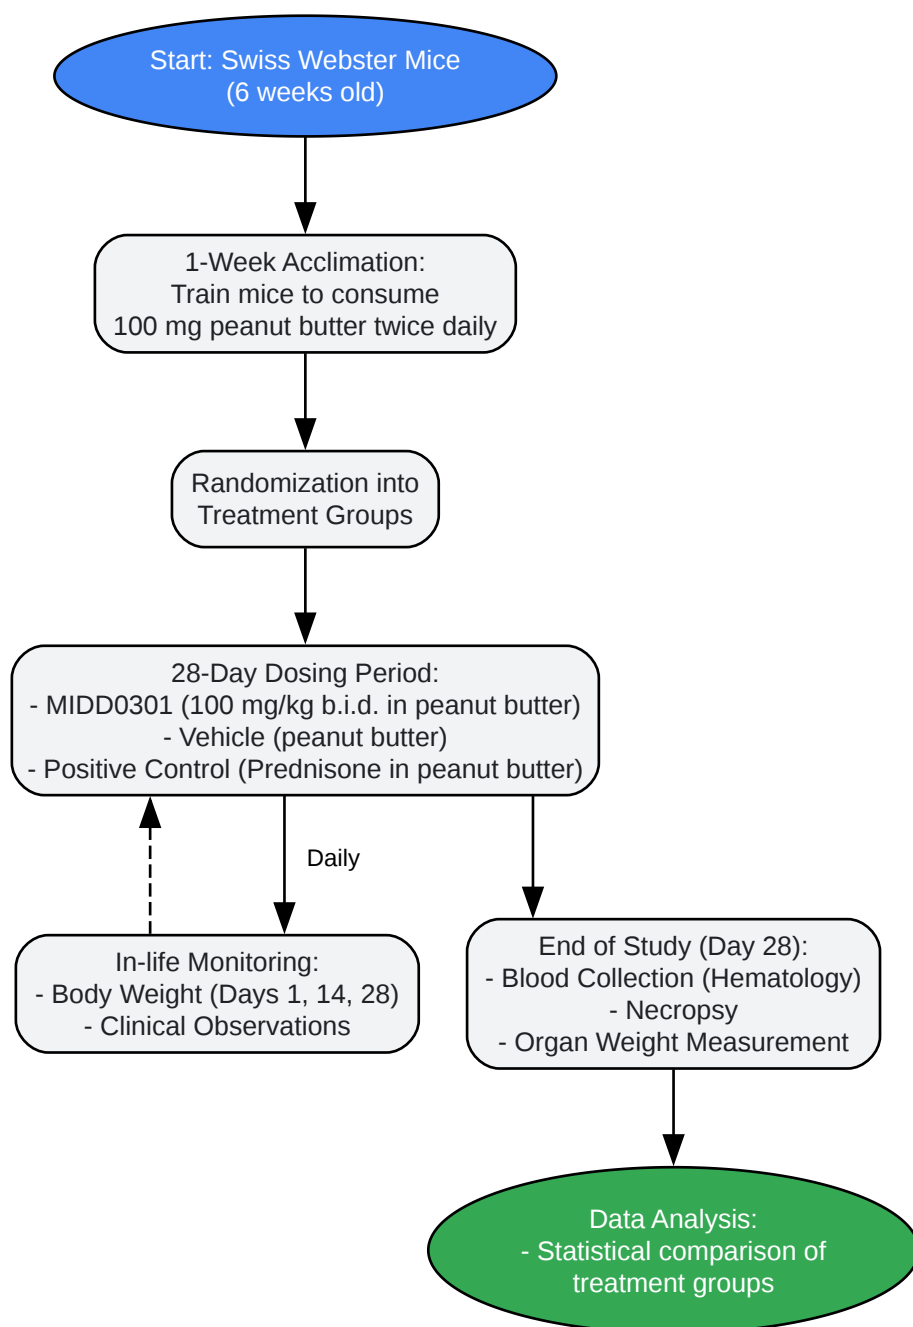 Start: Swiss Webster Mice
(6 weeks old)
1-Week Acclimation:
Train mice to consume
100 mg peanut butter twice daily
Randomization into
Treatment Groups
28-Day Dosing Period:
- MIDD0301 (100 mg/kg b.i.d. in peanut butter)
- Vehicle (peanut butter)
- Positive Control (Prednisone in peanut butter)
Daily
In-life Monitoring:
- Body Weight (Days 1, 14, 28)
- Clinical Observations
End of Study (Day 28):
- Blood Collection (Hematology)
- Necropsy
- Organ Weight Measurement
Data Analysis:
- Statistical comparison of
treatment groups